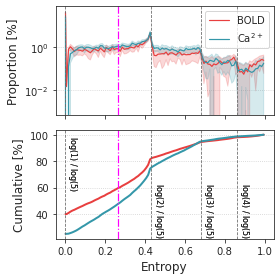 Proportion [%]
10⁰
10⁻²
BOLD
Ca²⁺
Cumulative [%]
100
80
60
40
log(1) / log(5)
log(2) / log(5)
log(3) / log(5)
log(4) / log(5)
0.0 0.2 0.4 0.6 0.8 1.0
Entropy